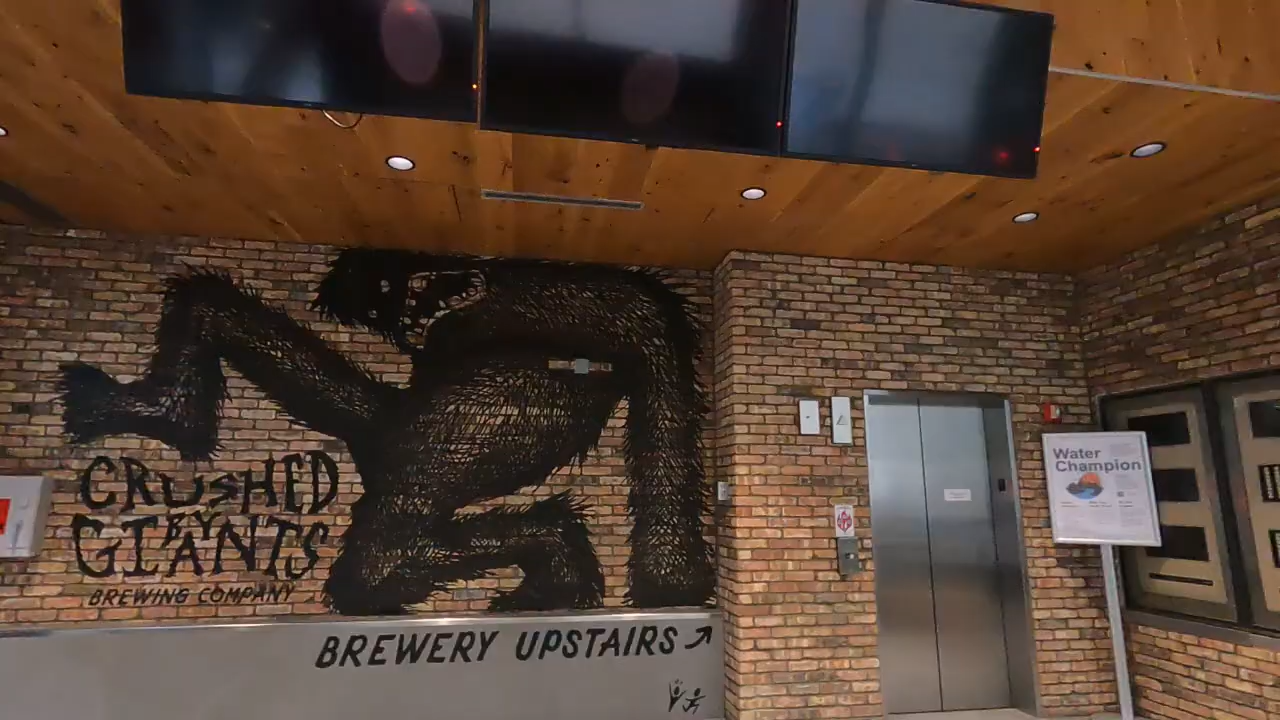 CRUSHED
BY
GIANTS
BREWING COMPANY
BREWERY UPSTAIRS
Water
Champion